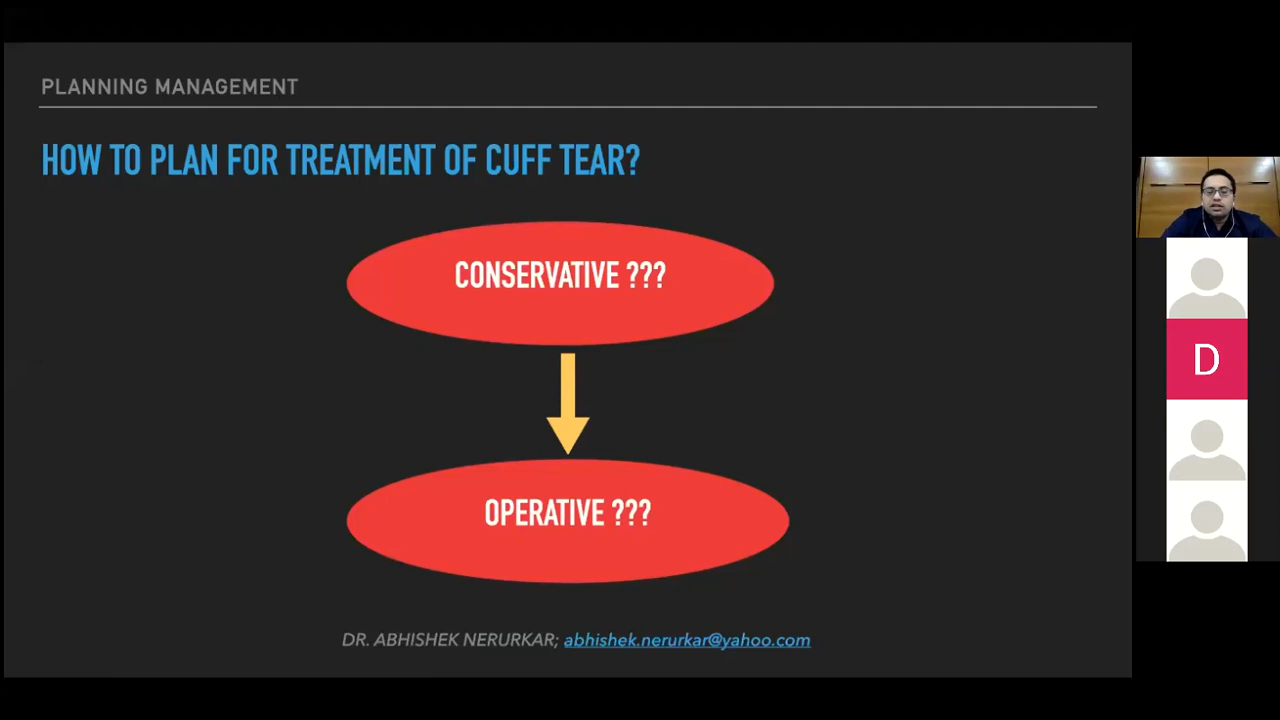 PLANNING MANAGEMENT
HOW TO PLAN FOR TREATMENT OF CUFF TEAR?
CONSERVATIVE ???
D
OPERATIVE ???
DR. ABHISHEK NERURKAR; abhishek.nerurkar@yahoo.com